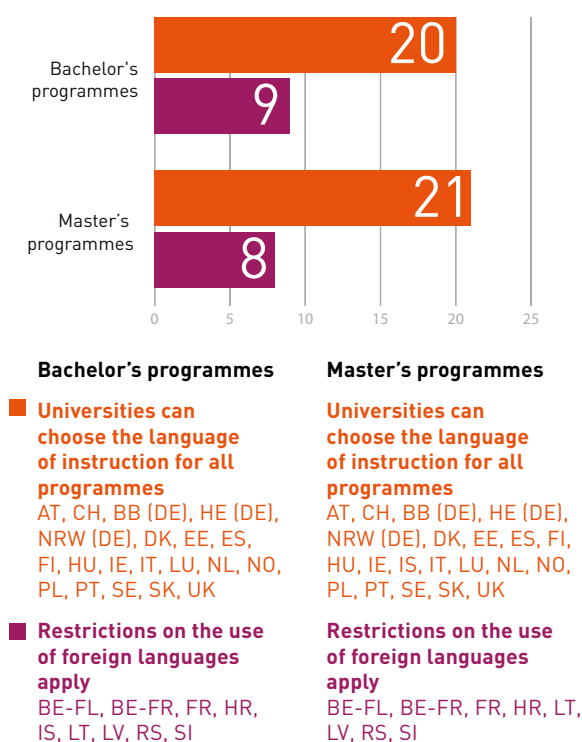 Bachelor's
programmes
20
9
Master's
programmes
21
8
0 5 10 15 20 25
Bachelor's programmes
Universities can
choose the language
of instruction for all
programmes
AT, CH, BB (DE), HE (DE),
NRW (DE), DK, EE, ES,
FI, HU, IE, IT, LU, NL, NO,
PL, PT, SE, SK, UK
Restrictions on the use
of foreign languages
apply
BE-FL, BE-FR, FR, HR,
IS, LT, LV, RS, SI
Master's programmes
Universities can
choose the language
of instruction for all
programmes
AT, CH, BB (DE), HE (DE),
NRW (DE), DK, EE, ES, FI,
HU, IE, IS, IT, LU, NL, NO,
PL, PT, SE, SK, UK
Restrictions on the use
of foreign languages
apply
BE-FL, BE-FR, FR, HR, LT,
LV, RS, SI